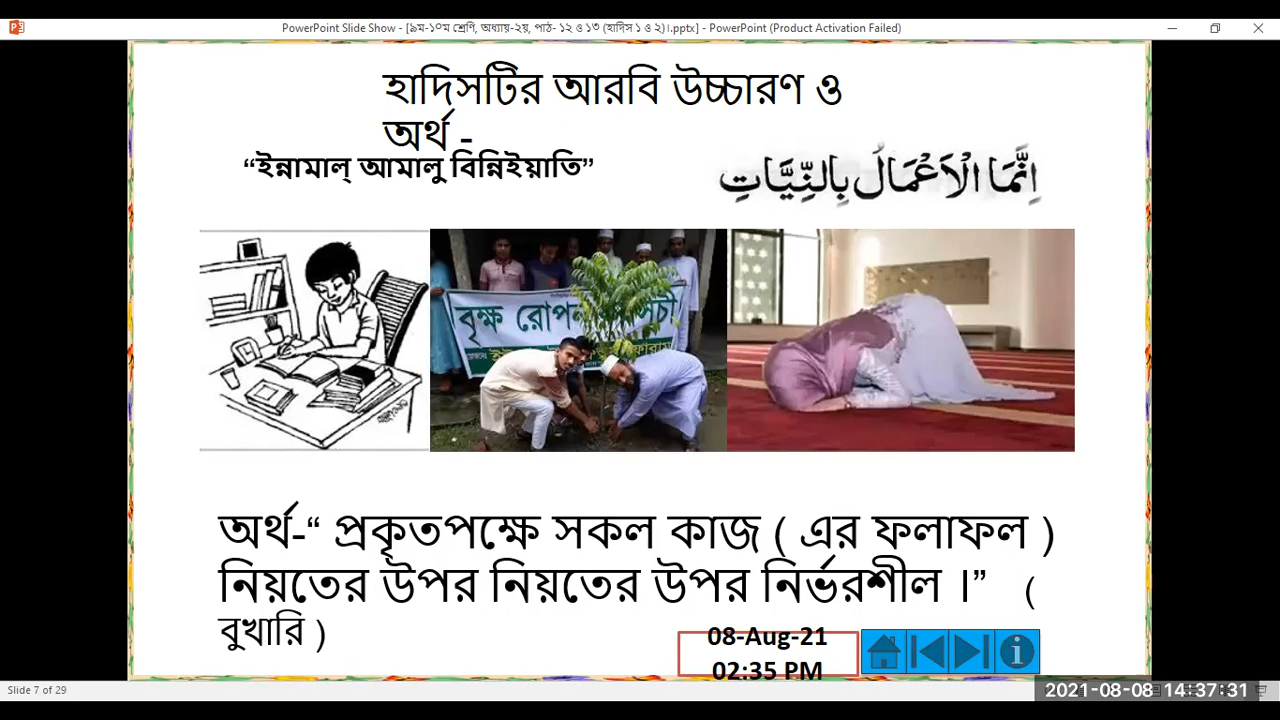 PowerPoint Slide Show - [৯ম-১০ম শ্রেণি, অধ্যায়-২য়, পাঠ- ১২ ও ১৩ (হাদিস ১ ও ২)।.pptx] - PowerPoint (Product Activation Failed)
হাদিসটির আরবি উচ্চারণ ও
অর্থ -
“ইন্নামাল্ আমালু বিন্নিইয়াতি”
اِنَّمَا الْاَعْمَالُ بِالنِّيَّاتِ
বৃক্ষ রোপন
অর্থ-“ প্রকৃতপক্ষে সকল কাজ ( এর ফলাফল )
নিয়তের উপর নিয়তের উপর নির্ভরশীল ।” (
বুখারি )
08-Aug-21
02:35 PM
Slide 7 of 29
2021-08-08 14:37:31